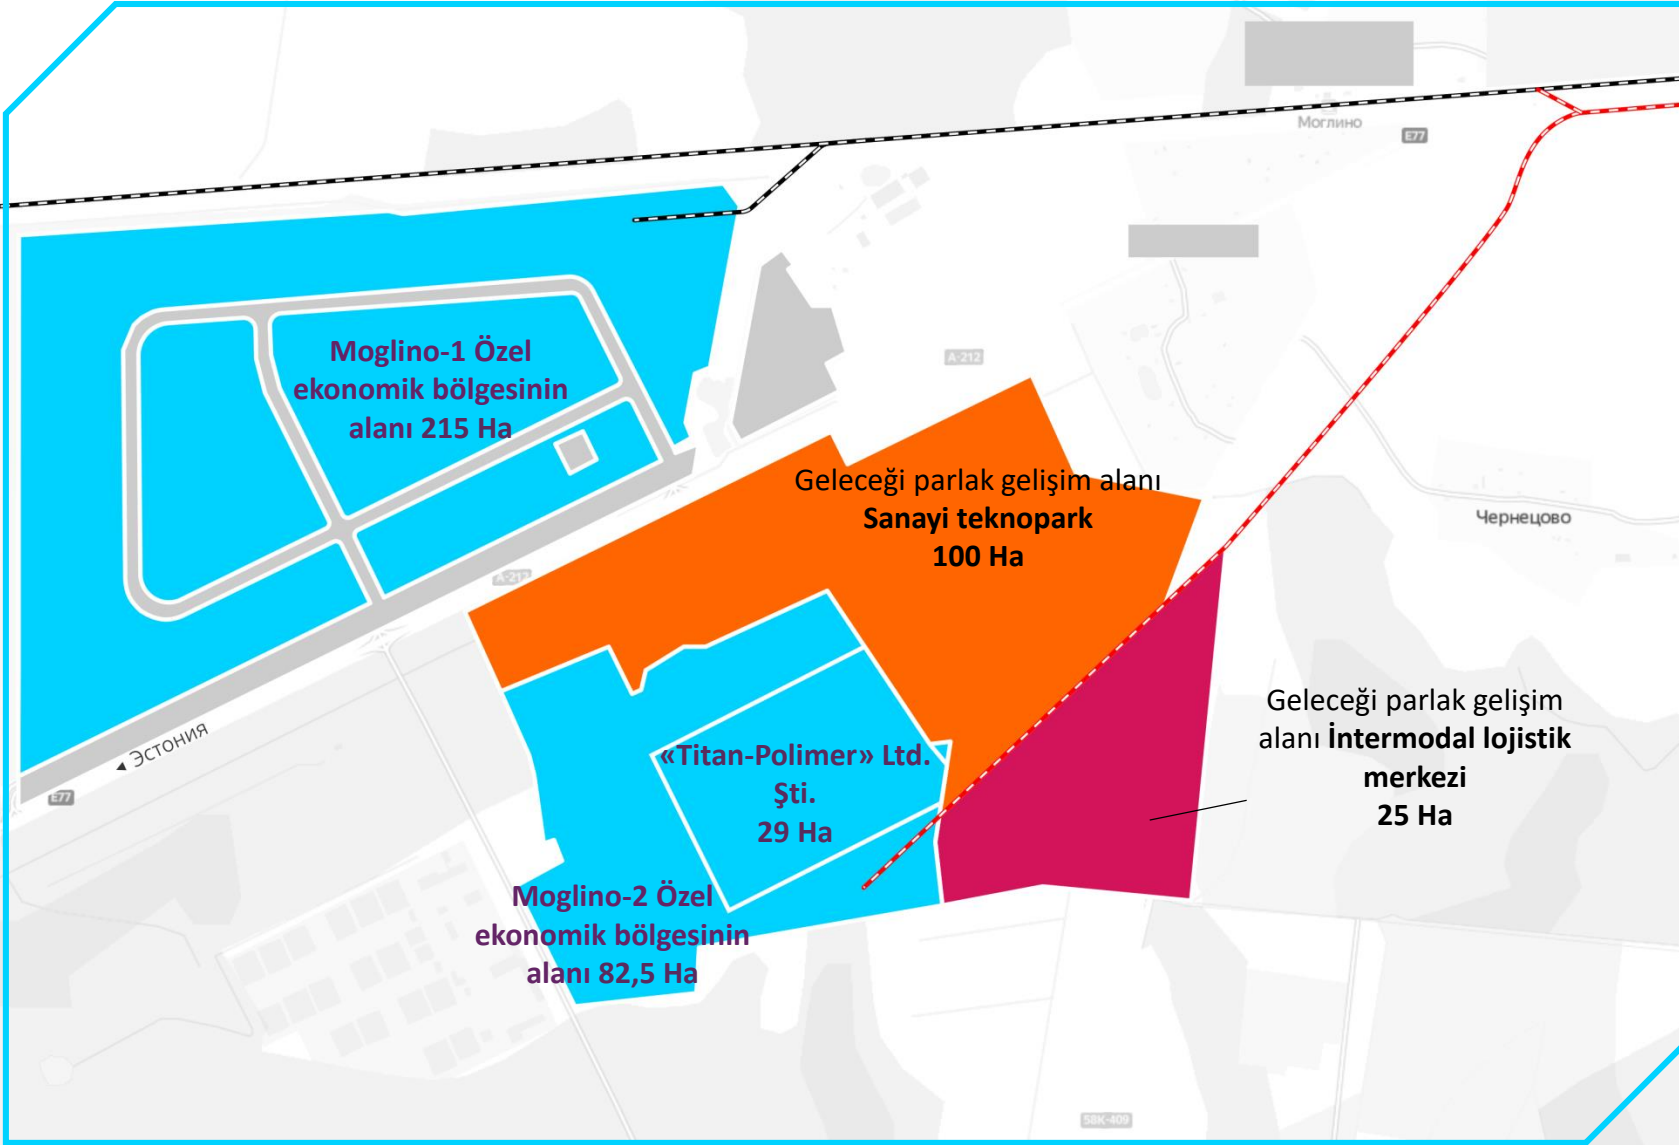 Моглино
E77
Moglino-1 Özel
ekonomik bölgesinin
alanı 215 Ha
A-212
Geleceği parlak gelişim alanı
Sanayi teknopark
100 Ha
Чернецово
A-212
Geleceği parlak gelişim
alanı İntermodal lojistik
merkezi
25 Ha
◄ Эстония
E77
«Titan-Polimer» Ltd.
Şti.
29 Ha
Moglino-2 Özel
ekonomik bölgesinin
alanı 82,5 Ha
58K-409